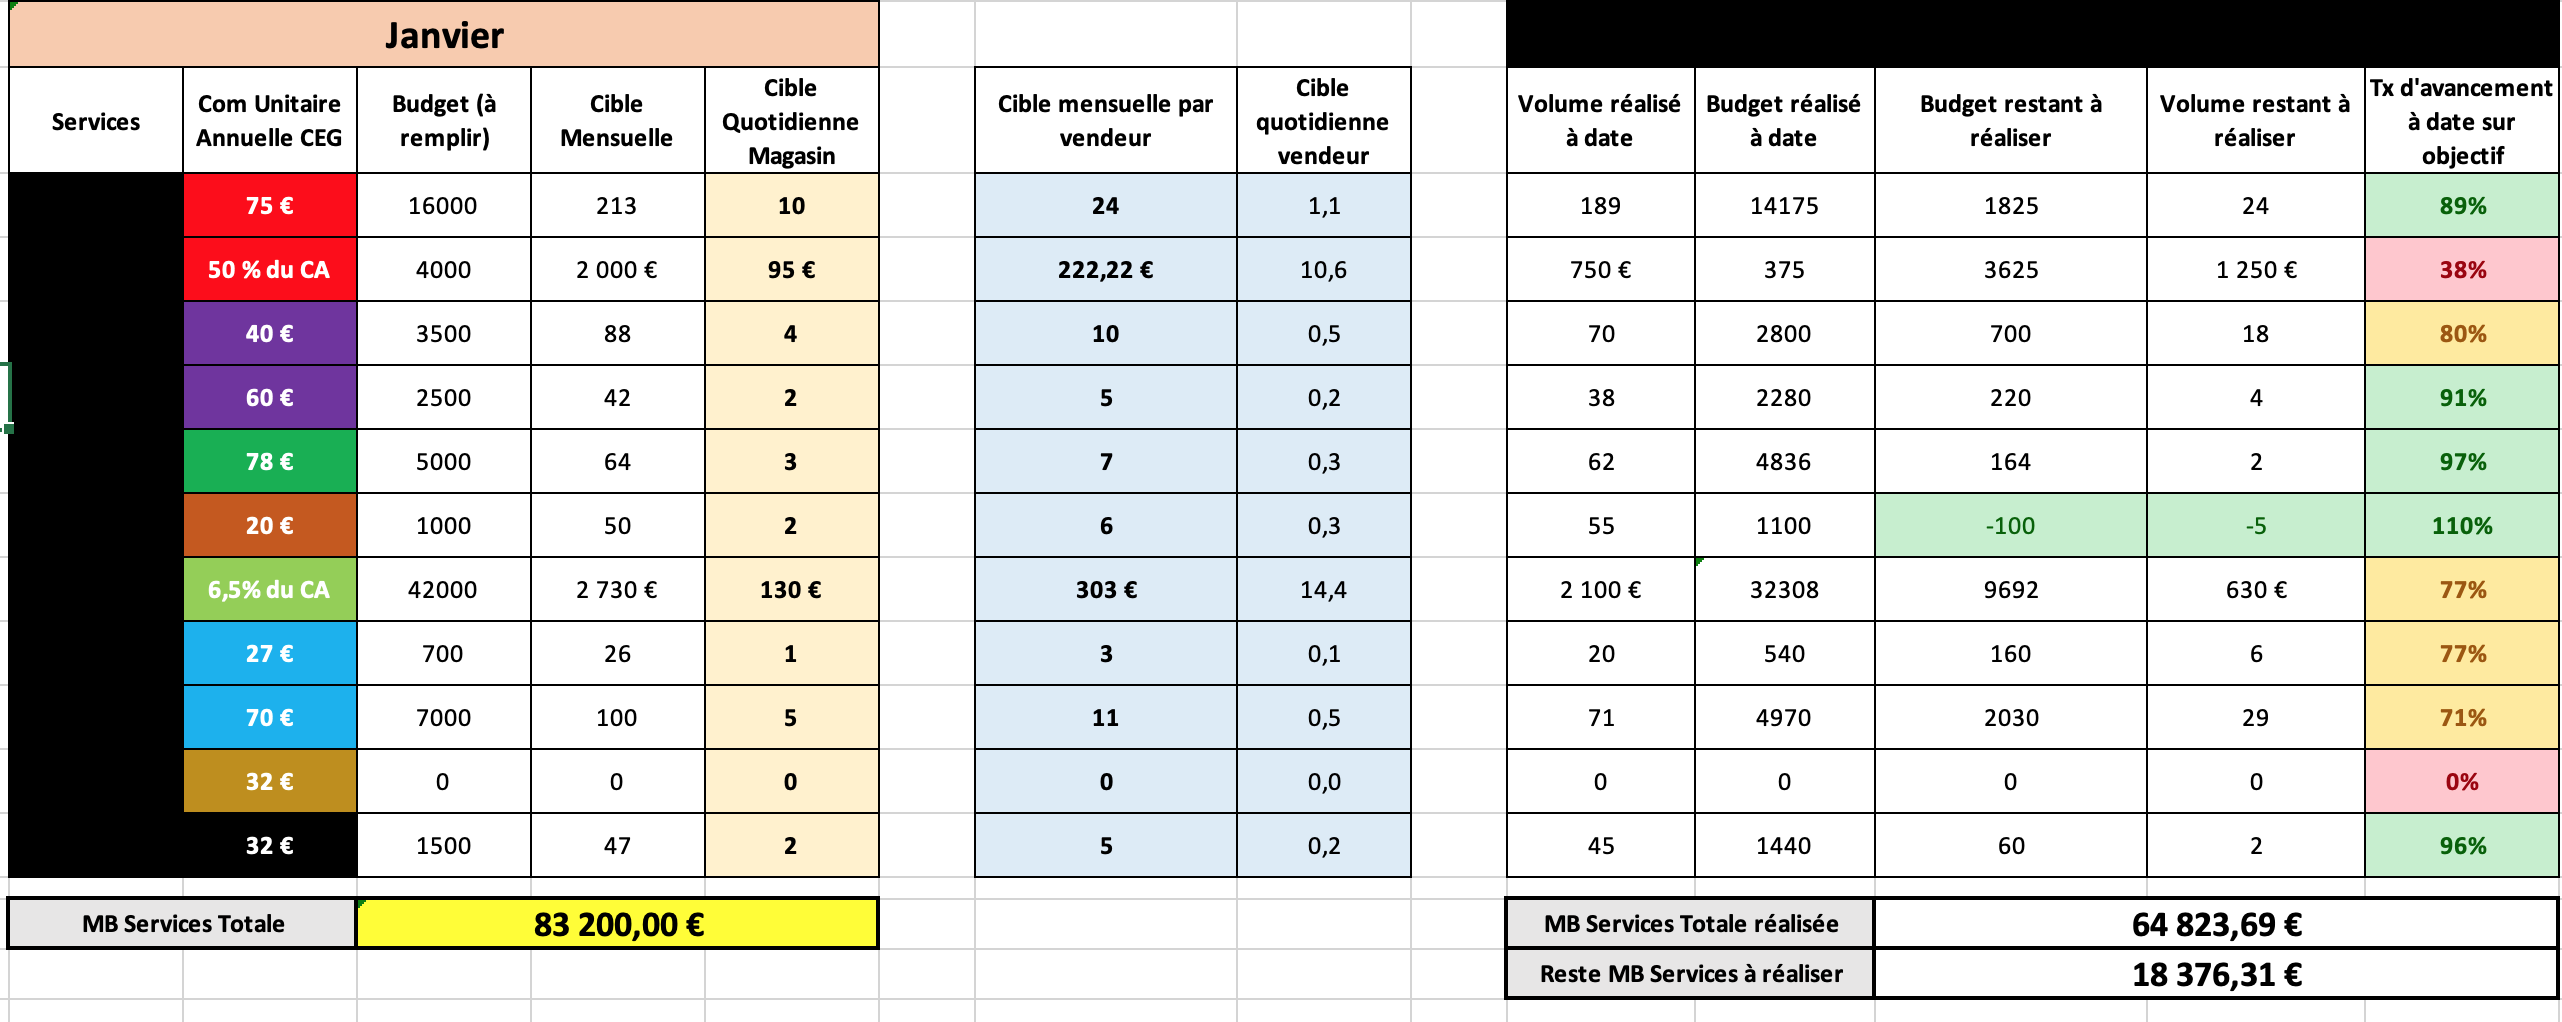 Janvier
Services	Com Unitaire Annuelle CEG	Budget (à remplir)	Cible Mensuelle	Cible Quotidienne Magasin	Cible mensuelle par vendeur	Cible quotidienne vendeur	Volume réalisé à date	Budget réalisé à date	Budget restant à réaliser	Volume restant à réaliser	Tx d'avancement à date sur objectif
75 €	16000	213	10	24	1,1	189	14175	1825	24	89%
50 % du CA	4000	2 000 €	95 €	222,22 €	10,6	750 €	375	3625	1 250 €	38%
40 €	3500	88	4	10	0,5	70	2800	700	18	80%
60 €	2500	42	2	5	0,2	38	2280	220	4	91%
78 €	5000	64	3	7	0,3	62	4836	164	2	97%
20 €	1000	50	2	6	0,3	55	1100	-100	-5	110%
6,5% du CA	42000	2 730 €	130 €	303 €	14,4	2 100 €	32308	9692	630 €	77%
27 €	700	26	1	3	0,1	20	540	160	6	77%
70 €	7000	100	5	11	0,5	71	4970	2030	29	71%
32 €	0	0	0	0	0,0	0	0	0	0	0%
32 €	1500	47	2	5	0,2	45	1440	60	2	96%
MB Services Totale	83 200,00 €	MB Services Totale réalisée	64 823,69 €
Reste MB Services à réaliser	18 376,31 €